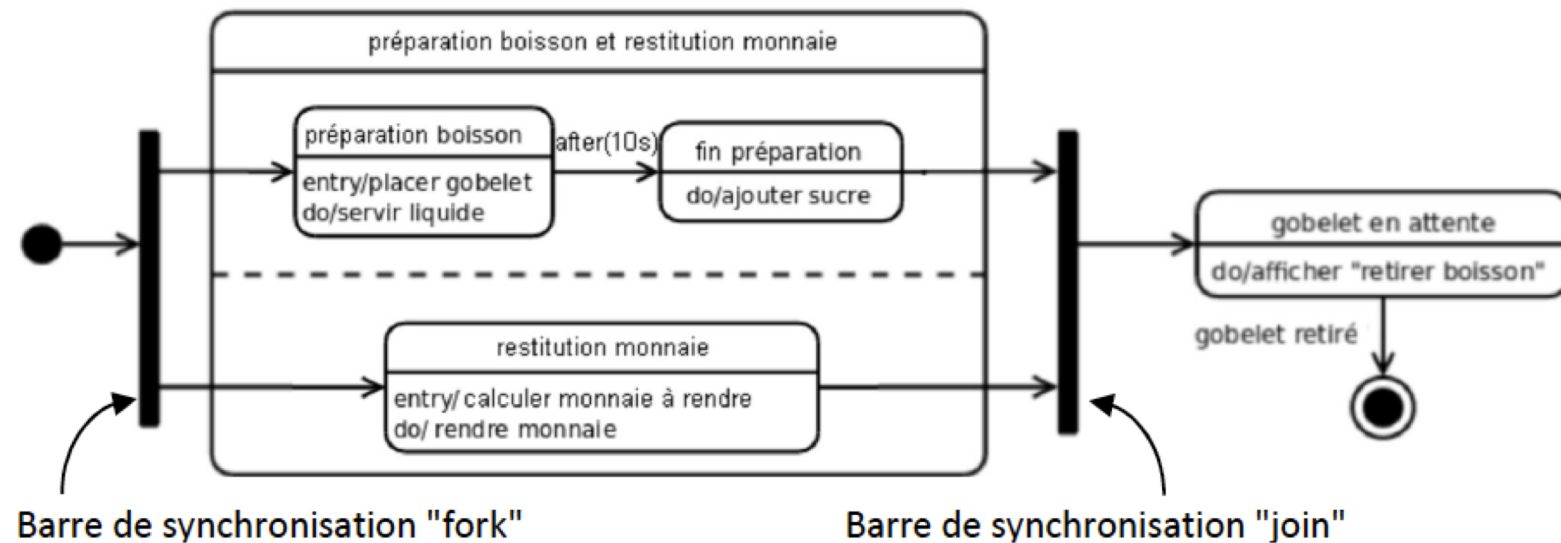 préparation boisson et restitution monnaie
préparation boisson
entry/placer gobelet
do/servir liquide
after(10s)
fin préparation
do/ajouter sucre
restitution monnaie
entry/ calculer monnaie à rendre
do/ rendre monnaie
gobelet en attente
do/afficher "retirer boisson"
gobelet retiré
Barre de synchronisation "fork"
Barre de synchronisation "join"